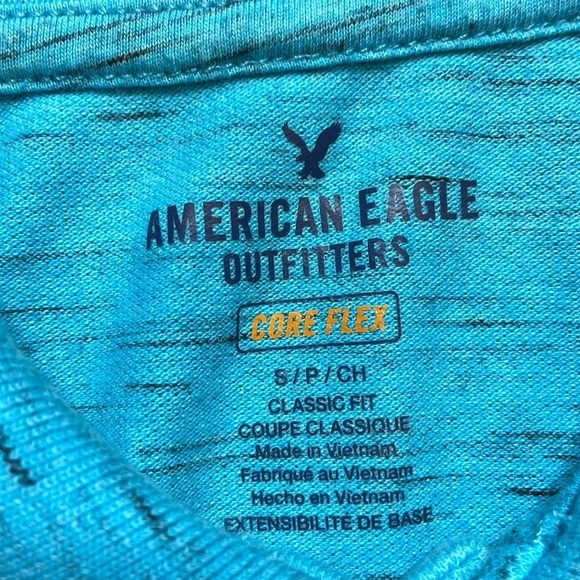 AMERICAN EAGLE
OUTFITTERS
CORE FLEX
S / P / CH
CLASSIC FIT
COUPE CLASSIQUE
Made in Vietnam
Fabriqué au Vietnam
Hecho en Vietnam
EXTENSIBILITÉ DE BASE